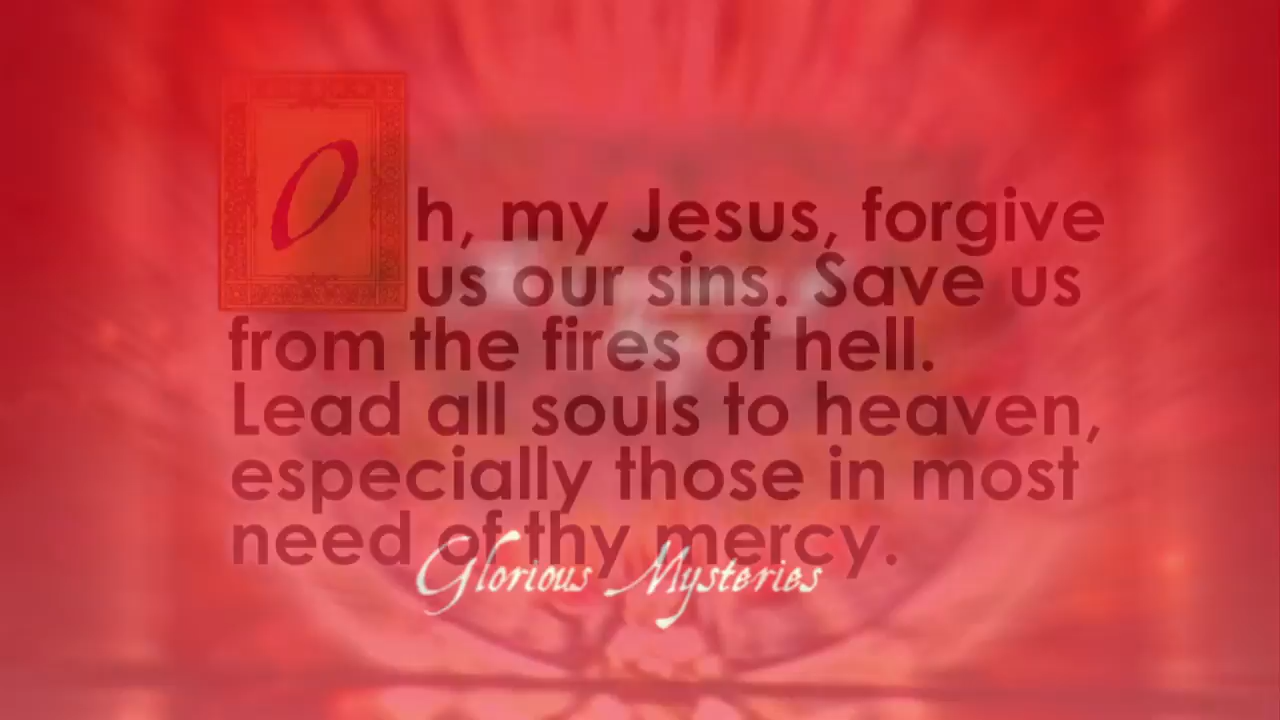 Oh, my Jesus, forgive
us our sins. Save us
from the fires of hell.
Lead all souls to heaven,
especially those in most
need of thy mercy.
Glorious Mysteries